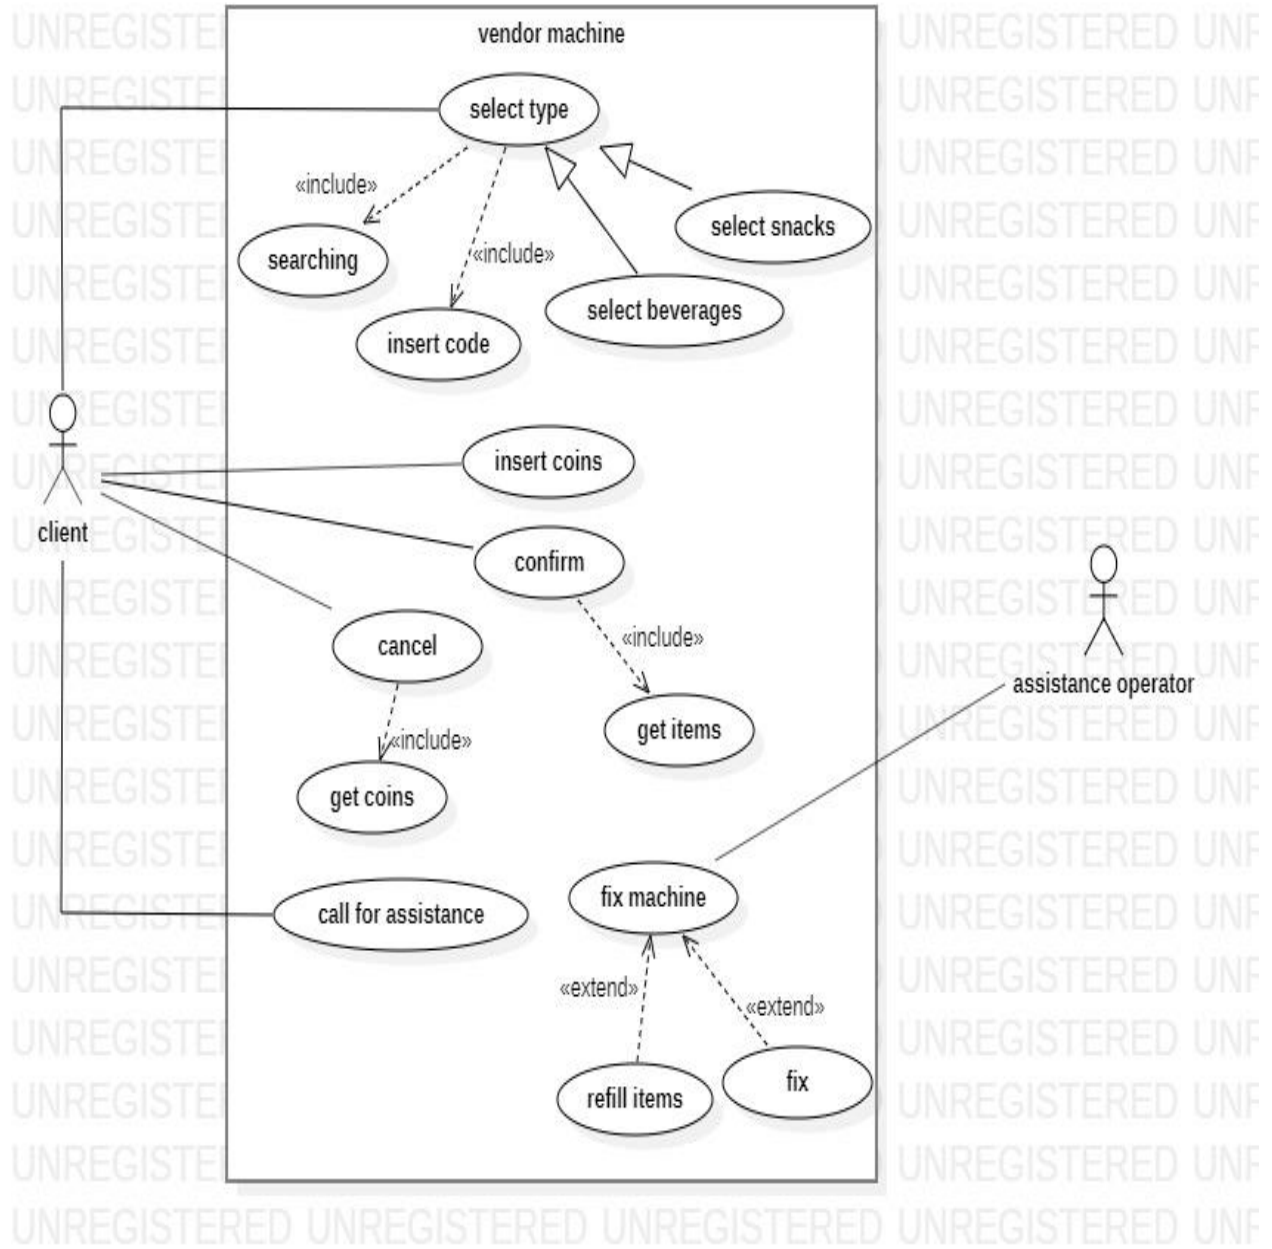 vendor machine
select type
«include»
select snacks
searching
«include»
select beverages
insert code
insert coins
client
confirm
«include»
cancel
assistance operator
get items
«include»
get coins
fix machine
call for assistance
«extend»
«extend»
fix
refill items
UNREGISTERED UNREGISTERED UNREGISTERED UNREGISTERED UNR